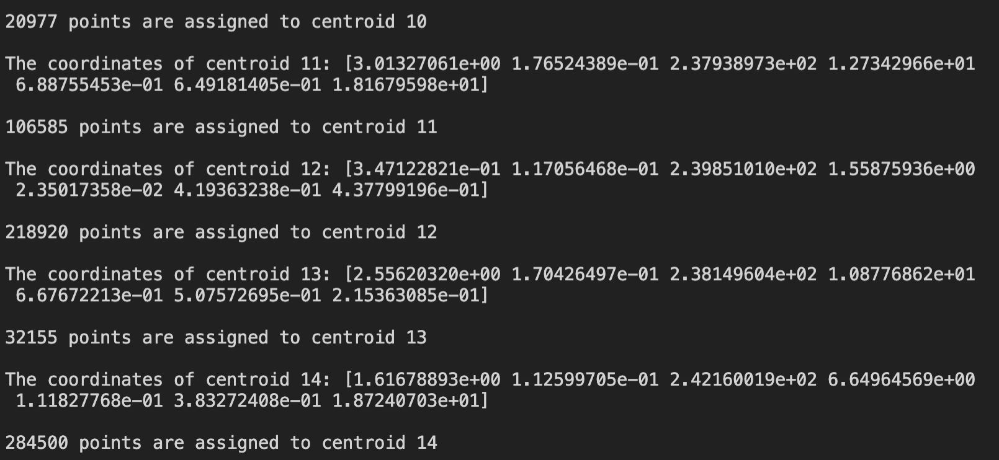 20977 points are assigned to centroid 10
The coordinates of centroid 11: [3.01327061e+00 1.76524389e-01 2.37938973e+02 1.27342966e+01
6.88755453e-01 6.49181405e-01 1.81679598e+01]
106585 points are assigned to centroid 11
The coordinates of centroid 12: [3.47122821e-01 1.17056468e-01 2.39851010e+02 1.55875936e+00
2.35017358e-02 4.19363238e-01 4.37799196e-01]
218920 points are assigned to centroid 12
The coordinates of centroid 13: [2.55620320e+00 1.70426497e-01 2.38149604e+02 1.08776862e+01
6.67672213e-01 5.07572695e-01 2.15363085e-01]
32155 points are assigned to centroid 13
The coordinates of centroid 14: [1.61678893e+00 1.12599705e-01 2.42160019e+02 6.64964569e+00
1.11827768e-01 3.83272408e-01 1.87240703e+01]
284500 points are assigned to centroid 14